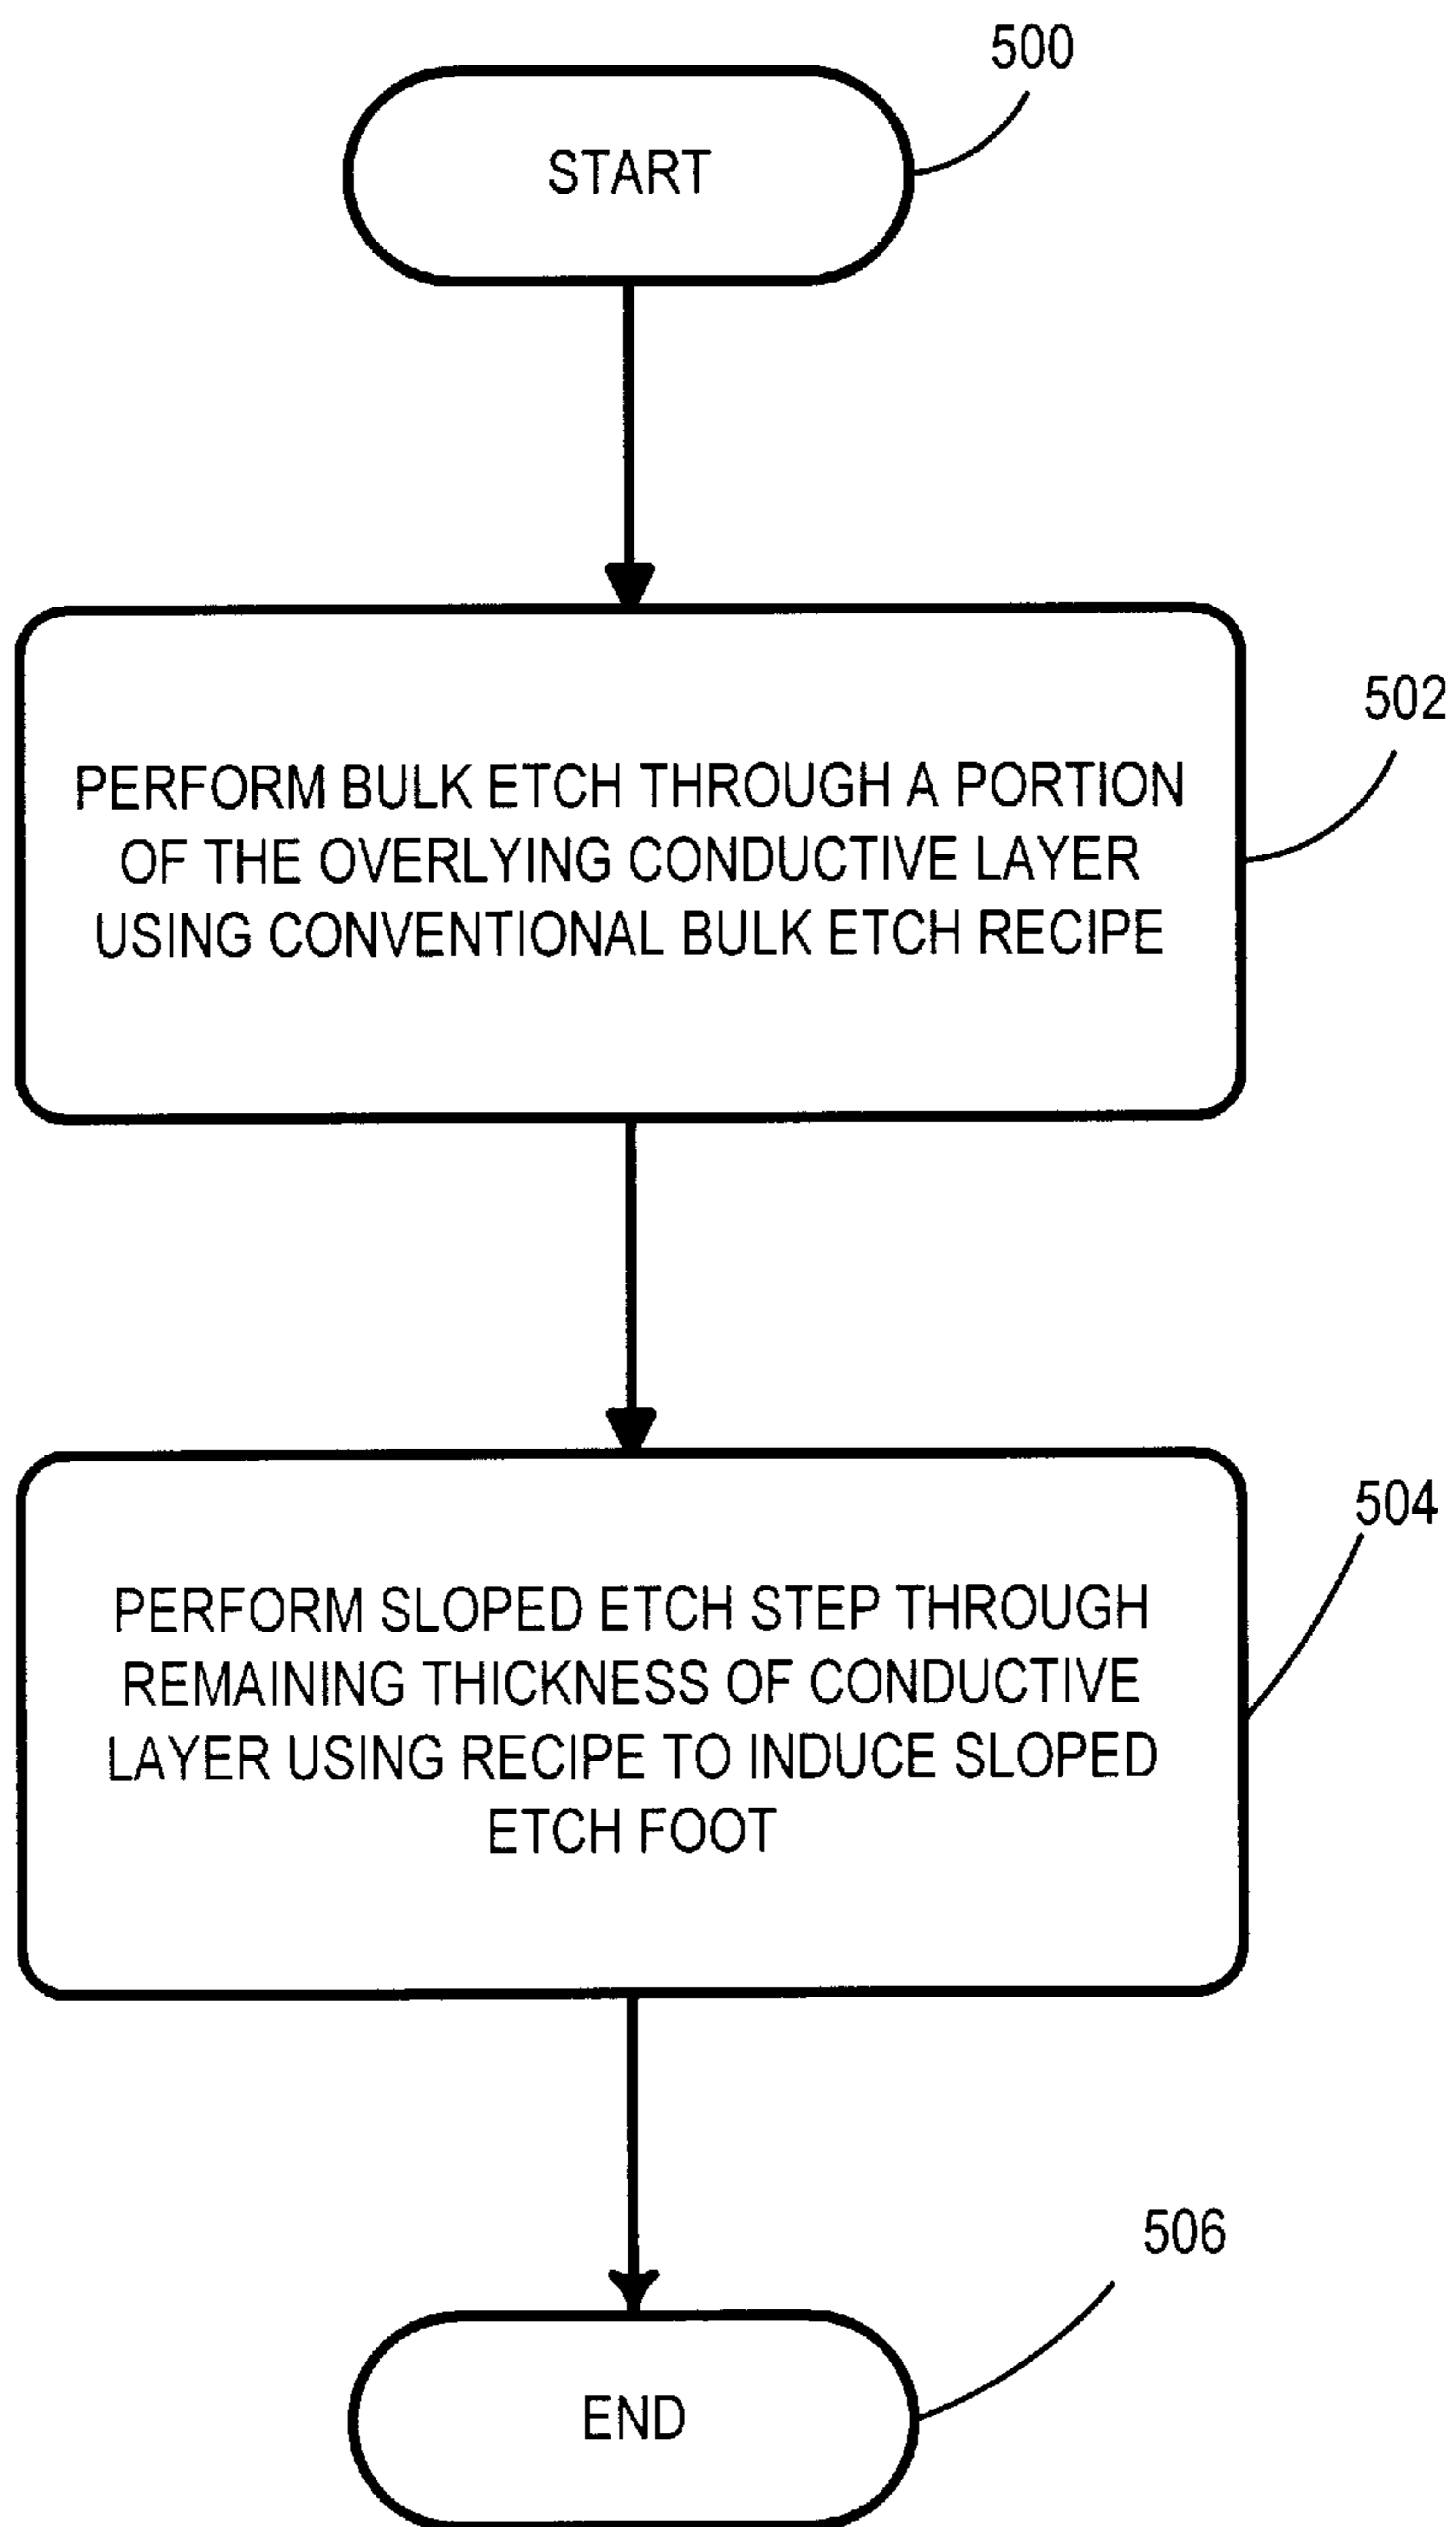 500
START
502
PERFORM BULK ETCH THROUGH A PORTION
OF THE OVERLYING CONDUCTIVE LAYER
USING CONVENTIONAL BULK ETCH RECIPE
504
PERFORM SLOPED ETCH STEP THROUGH
REMAINING THICKNESS OF CONDUCTIVE
LAYER USING RECIPE TO INDUCE SLOPED
ETCH FOOT
506
END